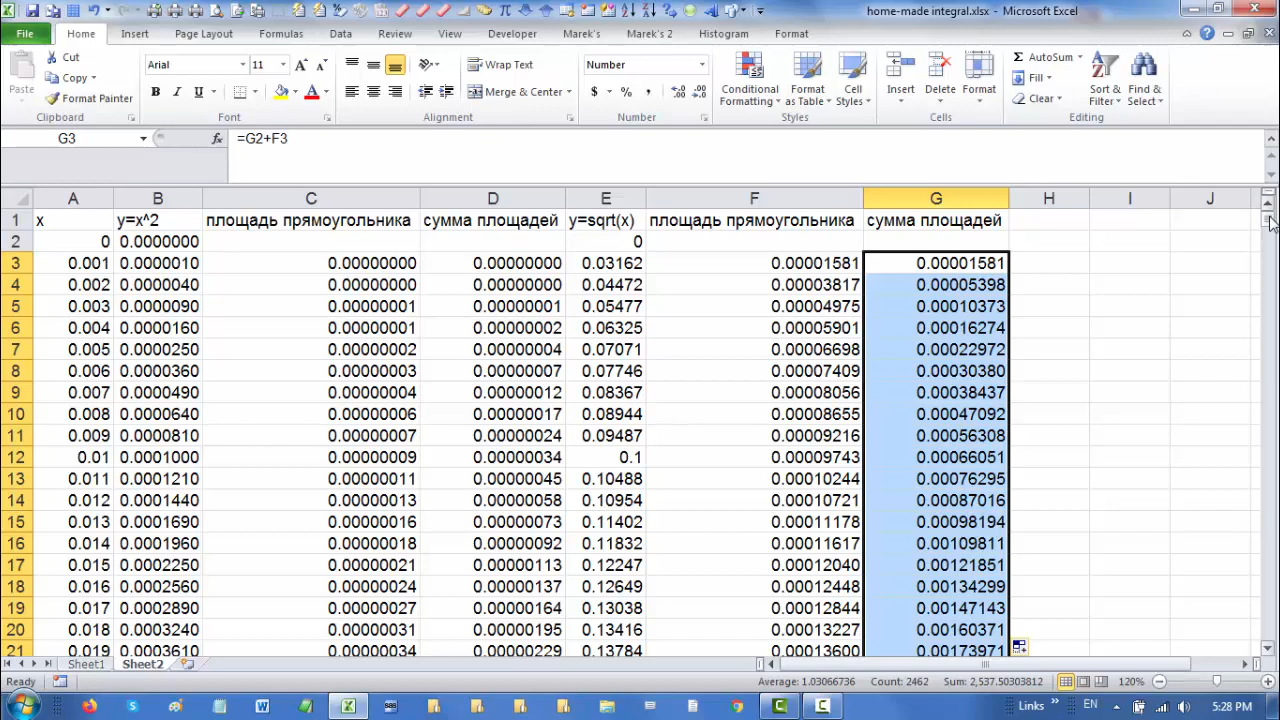 home-made integral.xlsx - Microsoft Excel
File Home Insert Page Layout Formulas Data Review View Developer Marek's Marek's 2 Histogram Format
Paste
Cut
Copy
Format Painter
Clipboard
Arial 11
B I U
Font
Wrap Text
Merge & Center
Alignment
Number
$ % ,
Number
Conditional Formatting
Format as Table
Cell Styles
Styles
Insert
Delete
Format
Cells
AutoSum
Fill
Clear
Sort & Filter
Find & Select
Editing
G3 fx =G2+F3
A B C D E F G H I J
1 x y=x^2 площадь прямоугольника сумма площадей y=sqrt(x) площадь прямоугольника сумма площадей
2 0 0.0000000 0
3 0.001 0.0000010 0.00000000 0.00000000 0.03162 0.00001581 0.00001581
4 0.002 0.0000040 0.00000000 0.00000000 0.04472 0.00003817 0.00005398
5 0.003 0.0000090 0.00000001 0.00000001 0.05477 0.00004975 0.00010373
6 0.004 0.0000160 0.00000001 0.00000002 0.06325 0.00005901 0.00016274
7 0.005 0.0000250 0.00000002 0.00000004 0.07071 0.00006698 0.00022972
8 0.006 0.0000360 0.00000003 0.00000007 0.07746 0.00007409 0.00030380
9 0.007 0.0000490 0.00000004 0.00000012 0.08367 0.00008056 0.00038437
10 0.008 0.0000640 0.00000006 0.00000017 0.08944 0.00008655 0.00047092
11 0.009 0.0000810 0.00000007 0.00000024 0.09487 0.00009216 0.00056308
12 0.01 0.0001000 0.00000009 0.00000034 0.1 0.00009743 0.00066051
13 0.011 0.0001210 0.00000011 0.00000045 0.10488 0.00010244 0.00076295
14 0.012 0.0001440 0.00000013 0.00000058 0.10954 0.00010721 0.00087016
15 0.013 0.0001690 0.00000016 0.00000073 0.11402 0.00011178 0.00098194
16 0.014 0.0001960 0.00000018 0.00000092 0.11832 0.00011617 0.00109811
17 0.015 0.0002250 0.00000021 0.00000113 0.12247 0.00012040 0.00121851
18 0.016 0.0002560 0.00000024 0.00000137 0.12649 0.00012448 0.00134299
19 0.017 0.0002890 0.00000027 0.00000164 0.13038 0.00012844 0.00147143
20 0.018 0.0003240 0.00000031 0.00000195 0.13416 0.00013227 0.00160371
21 0.019 0.0003610 0.00000034 0.00000229 0.13784 0.00013600 0.00173971
Sheet1 Sheet2
Ready Average: 1.03066736 Count: 2462 Sum: 2,537.50303812 120%
Links EN 5:28 PM